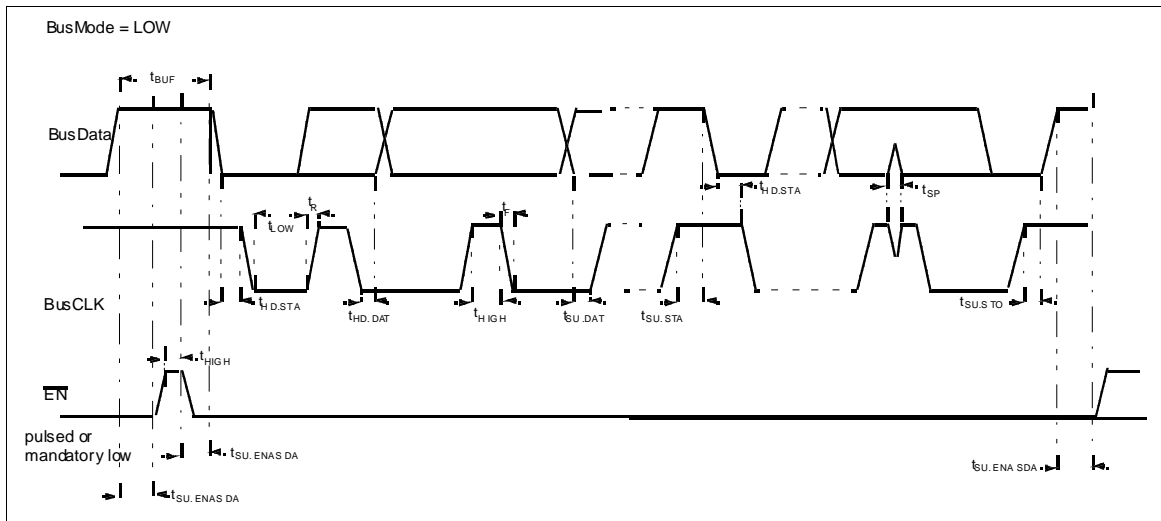 BusMode = LOW
tBUF
BusData
tHD.STA
tSP
tR
tF
tLOW
BusCLK
tHD.STA
tHD.DAT
tHIGH
tSU.DAT
tSU.STA
tSU.STO
tHIGH
EN
pulsed or
mandatory low
tSU.ENASDA
tSU.ENASDA
tSU.ENASDA